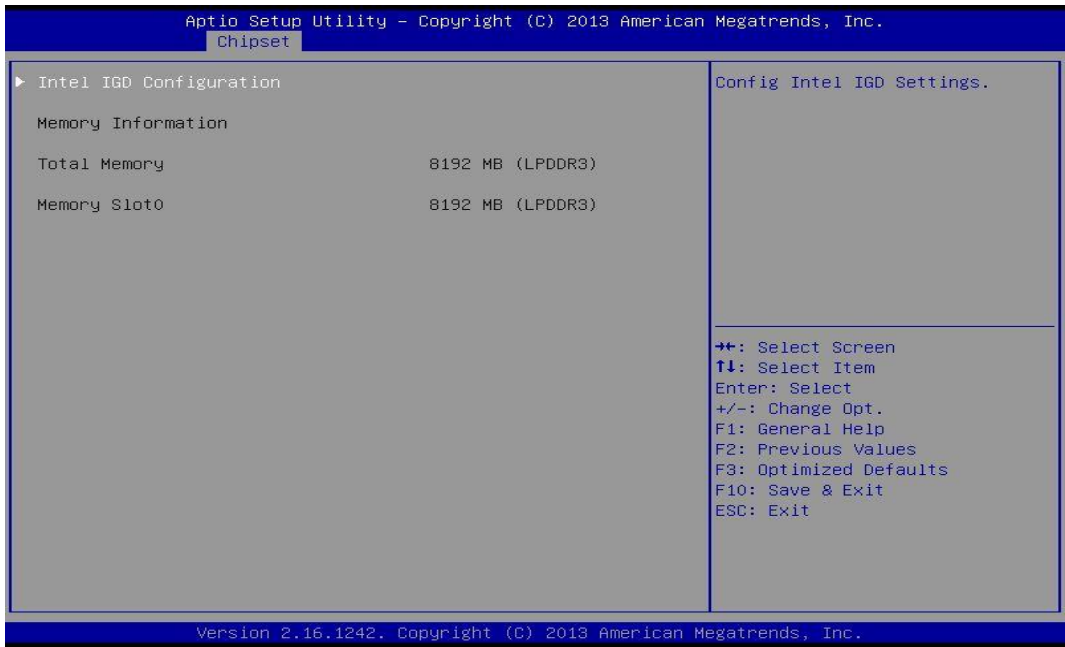 Aptio Setup Utility – Copyright (C) 2013 American Megatrends, Inc.
Chipset
▶ Intel IGD Configuration
Memory Information
Total Memory 8192 MB (LPDDR3)
Memory Slot0 8192 MB (LPDDR3)
Config Intel IGD Settings.
→←: Select Screen
↑↓: Select Item
Enter: Select
+/-: Change Opt.
F1: General Help
F2: Previous Values
F3: Optimized Defaults
F10: Save & Exit
ESC: Exit
Version 2.16.1242. Copyright (C) 2013 American Megatrends, Inc.